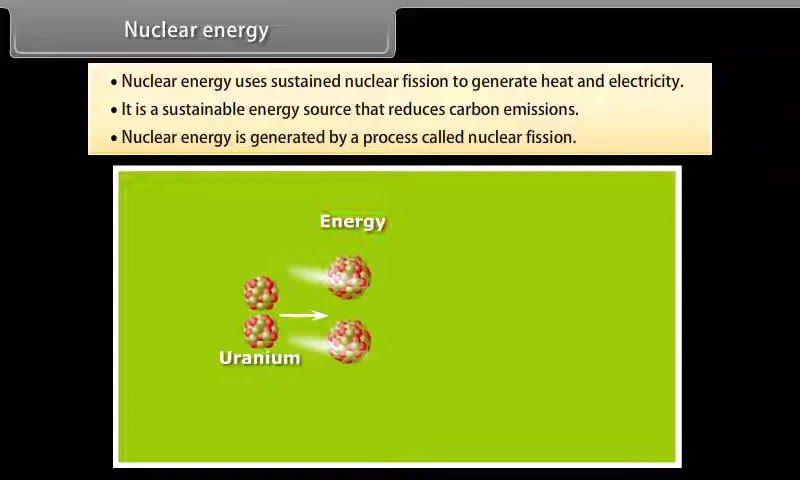 Nuclear energy
• Nuclear energy uses sustained nuclear fission to generate heat and electricity.
• It is a sustainable energy source that reduces carbon emissions.
• Nuclear energy is generated by a process called nuclear fission.
Energy
Uranium